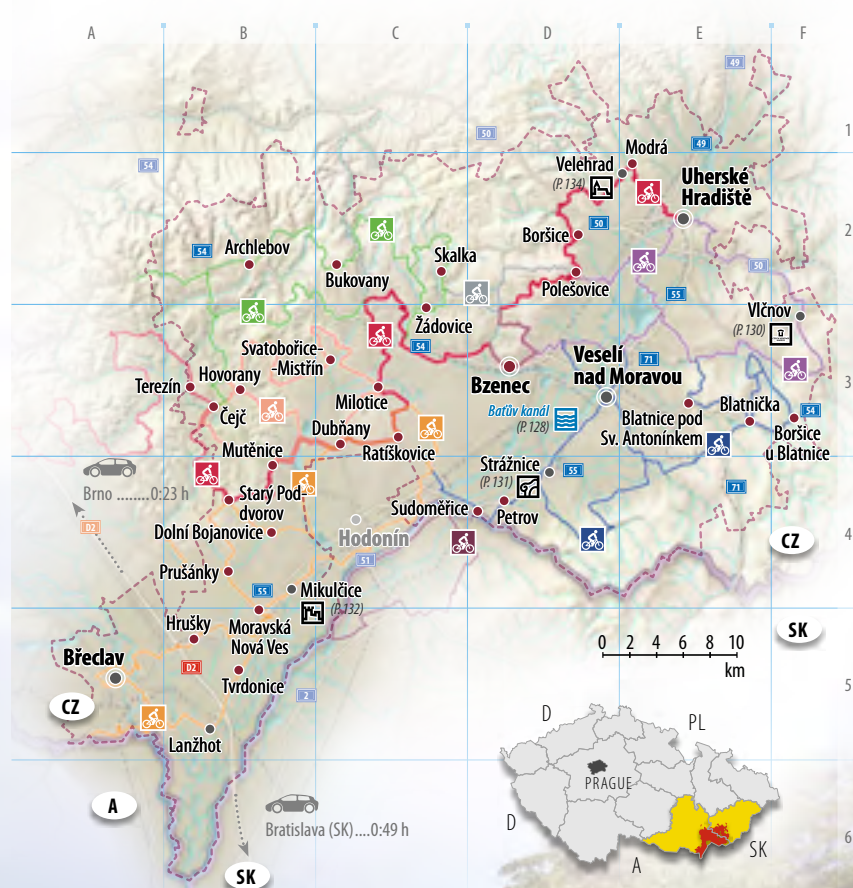 A B C D E F
49
1
50
49
54
Modrá
Velehrad
(P. 134)
Uherské
Hradiště
Boršice
50
54
Archlebov
Skalka
2
Bukovany
Polešovice
50
55
Žádovice
Vlčnov
(P. 130)
54
Svatobořice-
-Mistřín
71
Veselí
nad Moravou
Terezín
Hovorany
Bzenec
3
Milotice
Čejč
Baťův kanál
(P. 128)
Blatnice pod
Sv. Antonínkem
Blatnička
54
Boršice
u Blatnice
Dubňany
Ratíškovice
Mutěnice
Strážnice
(P. 131)
55
71
Brno ........0:23 h
Starý Pod-
dvorov
Sudoměřice
Petrov
D2
Hodonín
Dolní Bojanovice
4
CZ
51
Prušánky
55
Mikulčice
(P. 132)
Moravská
Nová Ves
Hrušky
SK
0 2 4 6 8 10
km
Břeclav
D2
Tvrdonice
5
2
CZ
Lanžhot
D
PL
PRAGUE
A
D
Bratislava (SK)....0:49 h
SK
6
A
SK